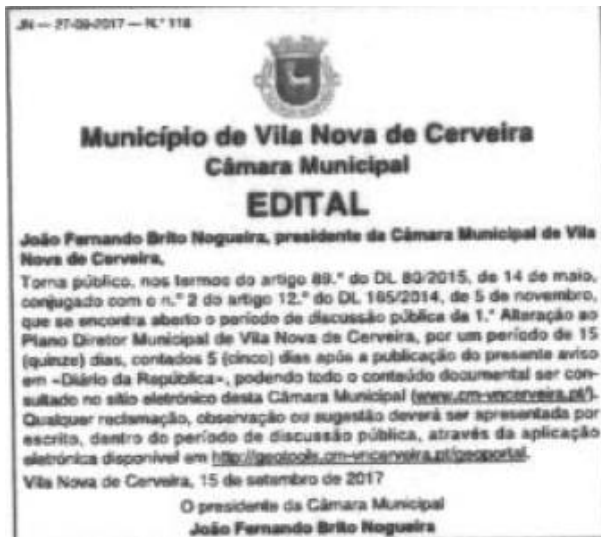 JN — 27-09-2017 — N.º 118
Município de Vila Nova de Cerveira
Câmara Municipal
EDITAL
João Fernando Brito Nogueira, presidente da Câmara Municipal de Vila
Nova de Cerveira,
Torna público, nos termos do artigo 89.º do DL 80/2015, de 14 de maio,
conjugado com o n.º 2 do artigo 12.º do DL 165/2014, de 5 de novembro,
que se encontra aberto o período de discussão pública da 1.ª Alteração ao
Plano Diretor Municipal de Vila Nova de Cerveira, por um período de 15
(quinze) dias, contados 5 (cinco) dias após a publicação do presente aviso
em «Diário da República», podendo todo o conteúdo documental ser con-
sultado no sítio eletrónico desta Câmara Municipal (www.cm-vncerveira.pt/).
Qualquer reclamação, observação ou sugestão deverá ser apresentada por
escrito, dentro do período de discussão pública, através da aplicação
eletrónica disponível em http://geotools.cm-vncerveira.pt/geoportal.
Vila Nova de Cerveira, 15 de setembro de 2017
O presidente da Câmara Municipal
João Fernando Brito Nogueira